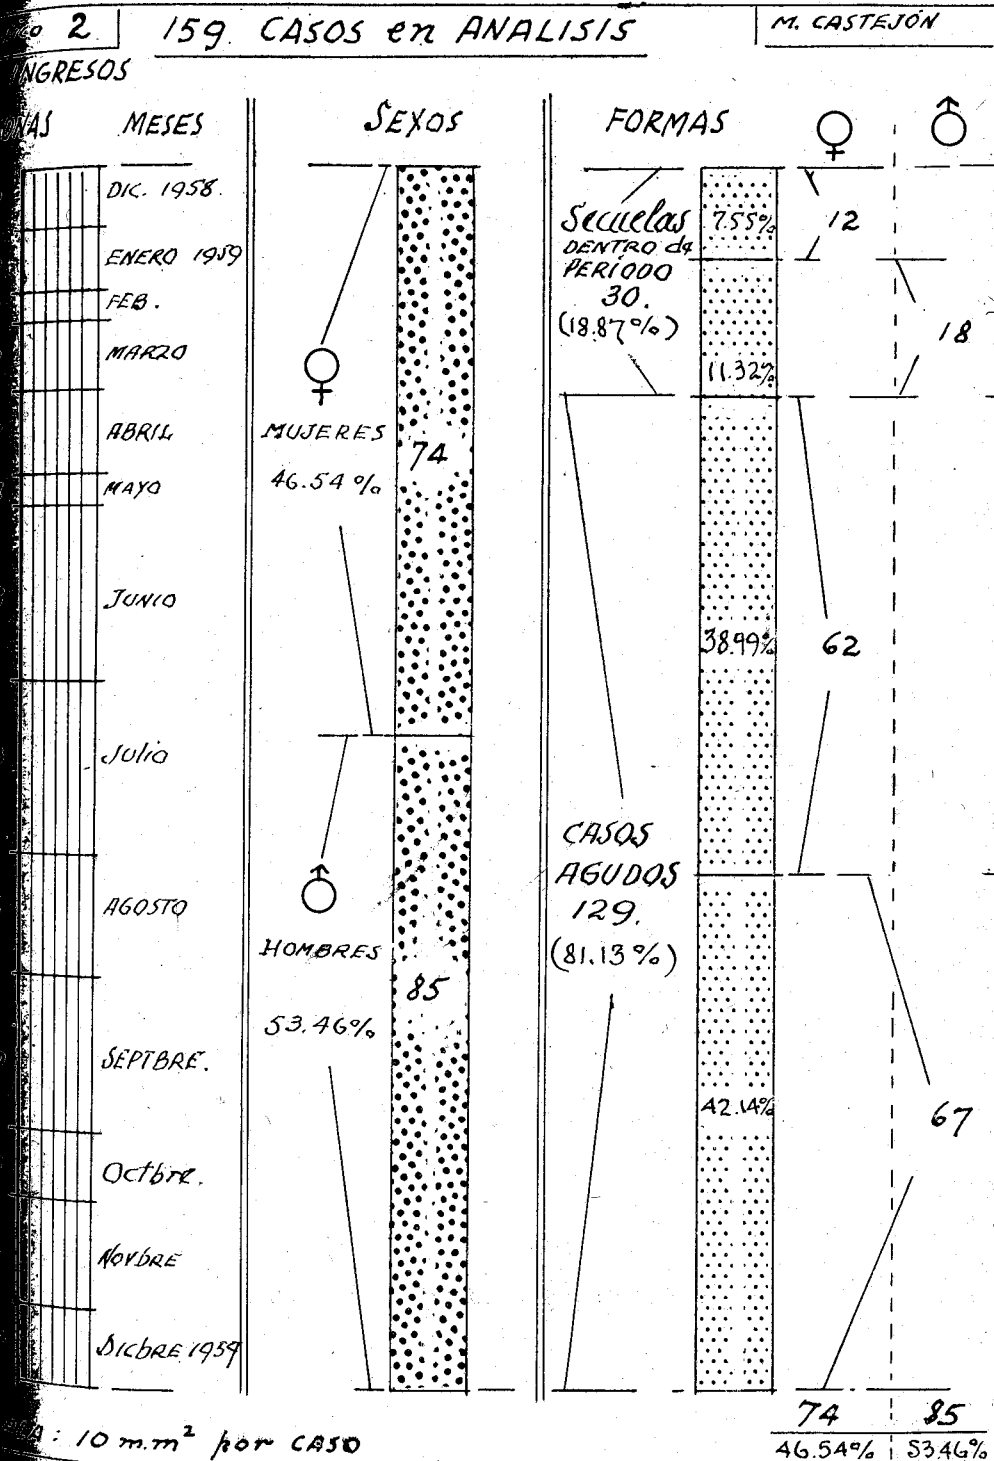 2
159 CASOS en ANALISIS
M. CASTEJÓN
INGRESOS
MESES
SEXOS
FORMAS
♀
♂
DIC. 1958.
ENERO 1959
FEB.
MARZO
ABRIL
MAYO
JUNIO
Julio
AGOSTO
SEPTBRE.
Octbre.
NOVBRE
DICBRE 1959
♀
MUJERES
46.54%
74
♂
HOMBRES
53.46%
85
Secuelas
DENTRO de
PERÍODO
30.
(18.87%)
7.55%
12
11.32%
18
38.99%
62
CASOS
AGUDOS
129.
(81.13%)
42.14%
67
74
85
46.54%
53.46%
: 10 m.m² por CASO